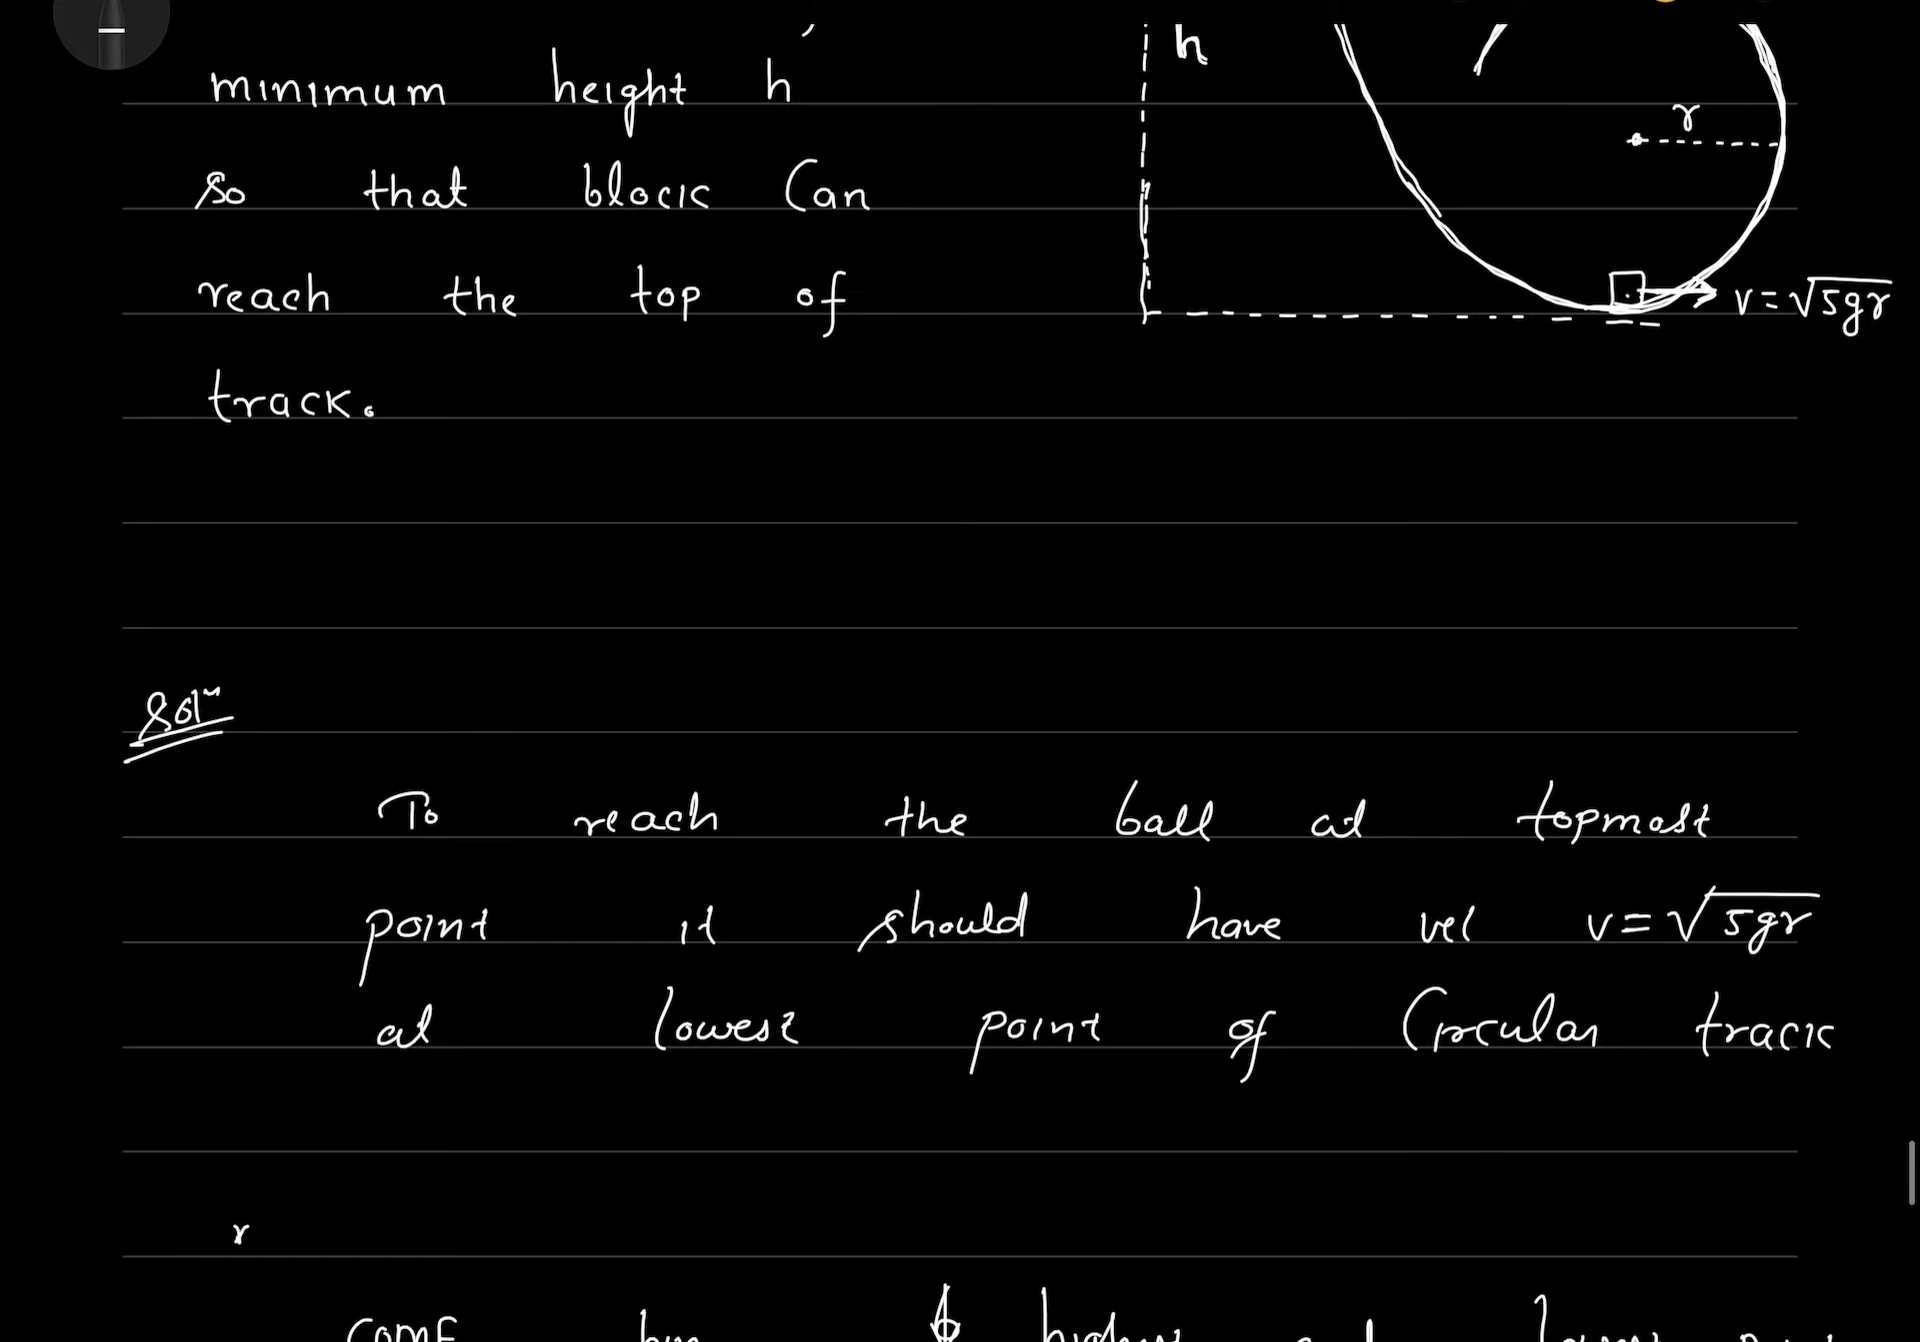 h
minimum height h'
so that block can
reach the top of
track.
r
v = √5gr
Solⁿ
To reach the ball at topmost
point it should have vel v = √5gr
at lowest point of Circular track
r